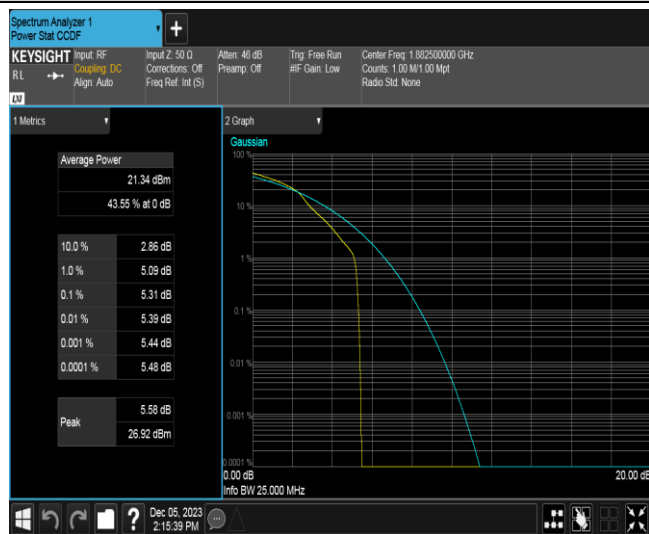 Spectrum Analyzer 1
Power Stat CCDF
+
KEYSIGHT
RL
LXI
Input: RF
Coupling: DC
Align: Auto
Input Z: 50 Ω
Corrections: Off
Freq Ref: Int (S)
Atten: 46 dB
Preamp: Off
Trig: Free Run
#IF Gain: Low
Center Freq: 1.882500000 GHz
Counts: 1.00 M/1.00 Mpt
Radio Std: None
1 Metrics
Average Power
21.34 dBm
43.55 % at 0 dB
10.0 % 2.86 dB
1.0 % 5.09 dB
0.1 % 5.31 dB
0.01 % 5.39 dB
0.001 % 5.44 dB
0.0001 % 5.48 dB
Peak
5.58 dB
26.92 dBm
2 Graph
Gaussian
100 %
10 %
1 %
0.1 %
0.01 %
0.001 %
0.0001 %
0.00 dB 20.00 dB
Info BW 25.000 MHz
?
Dec 05, 2023
2:15:39 PM